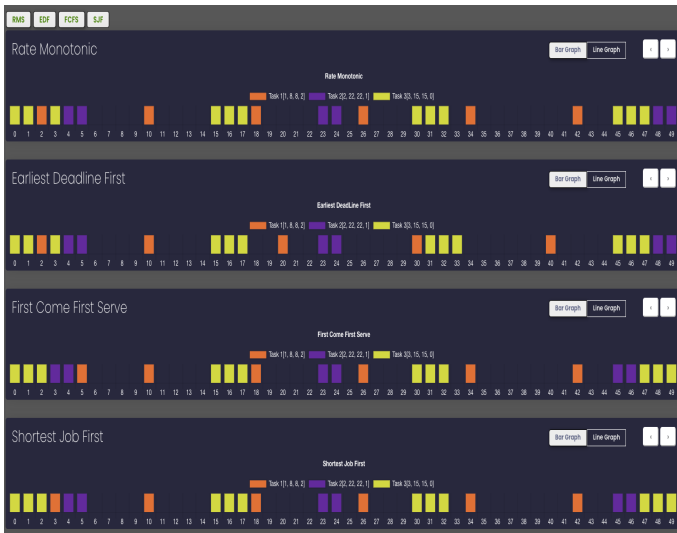 RMS EDF FCFS SJF
Rate Monotonic Bar Graph Line Graph ‹ ›
Rate Monotonic
Task 1[1, 8, 8, 2] Task 2[2, 22, 22, 1] Task 3[3, 15, 15, 0]
0 1 2 3 4 5 6 7 8 9 10 11 12 13 14 15 16 17 18 19 20 21 22 23 24 25 26 27 28 29 30 31 32 33 34 35 36 37 38 39 40 41 42 43 44 45 46 47 48 49
Earliest Deadline First Bar Graph Line Graph ‹ ›
Earliest DeadLine First
Task 1[1, 8, 8, 2] Task 2[2, 22, 22, 1] Task 3[3, 15, 15, 0]
0 1 2 3 4 5 6 7 8 9 10 11 12 13 14 15 16 17 18 19 20 21 22 23 24 25 26 27 28 29 30 31 32 33 34 35 36 37 38 39 40 41 42 43 44 45 46 47 48 49
First Come First Serve Bar Graph Line Graph ‹ ›
First Come First Serve
Task 1[1, 8, 8, 2] Task 2[2, 22, 22, 1] Task 3[3, 15, 15, 0]
0 1 2 3 4 5 6 7 8 9 10 11 12 13 14 15 16 17 18 19 20 21 22 23 24 25 26 27 28 29 30 31 32 33 34 35 36 37 38 39 40 41 42 43 44 45 46 47 48 49
Shortest Job First Bar Graph Line Graph ‹ ›
Shortest Job First
Task 1[1, 8, 8, 2] Task 2[2, 22, 22, 1] Task 3[3, 15, 15, 0]
0 1 2 3 4 5 6 7 8 9 10 11 12 13 14 15 16 17 18 19 20 21 22 23 24 25 26 27 28 29 30 31 32 33 34 35 36 37 38 39 40 41 42 43 44 45 46 47 48 49